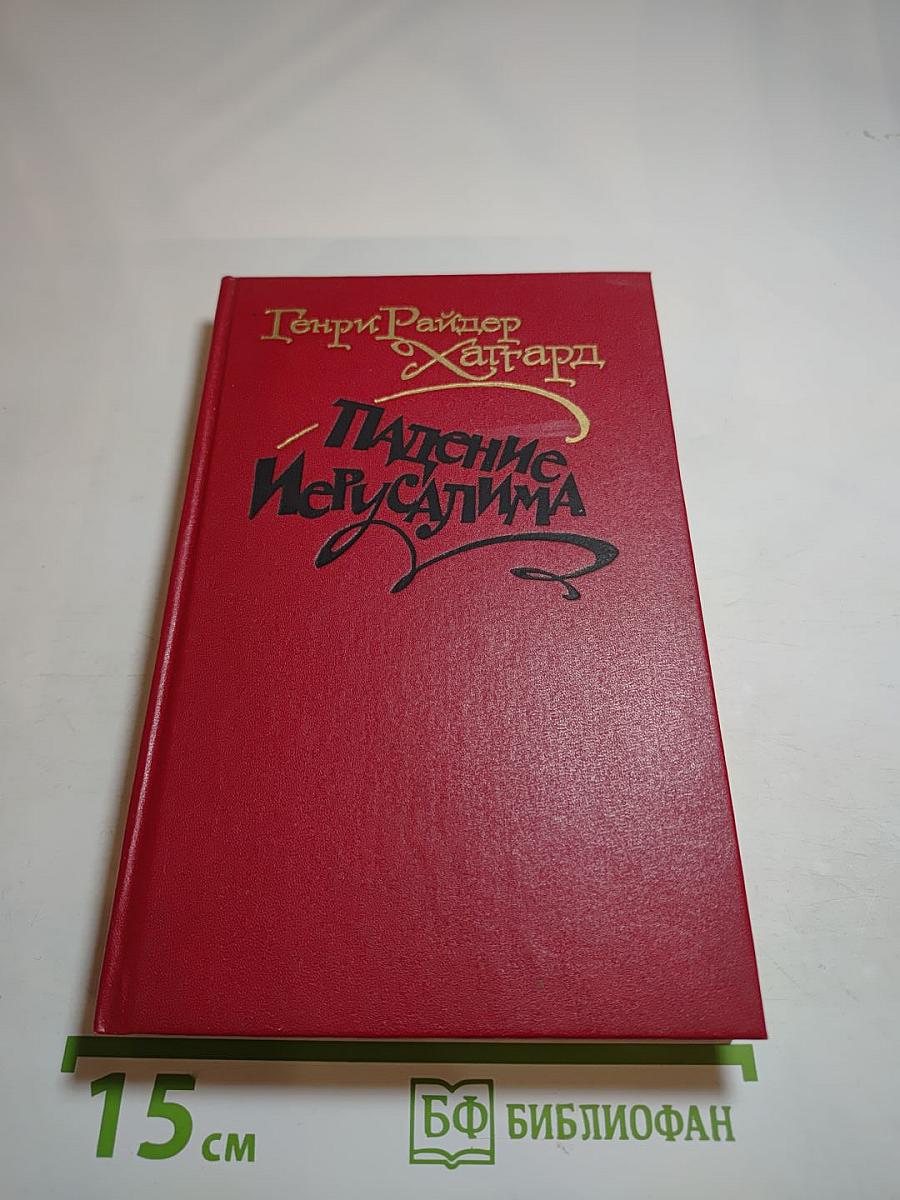 Генри Райдер
Хаггард
Падение
Иерусалима
15 см
БФ БИБЛИОФАН